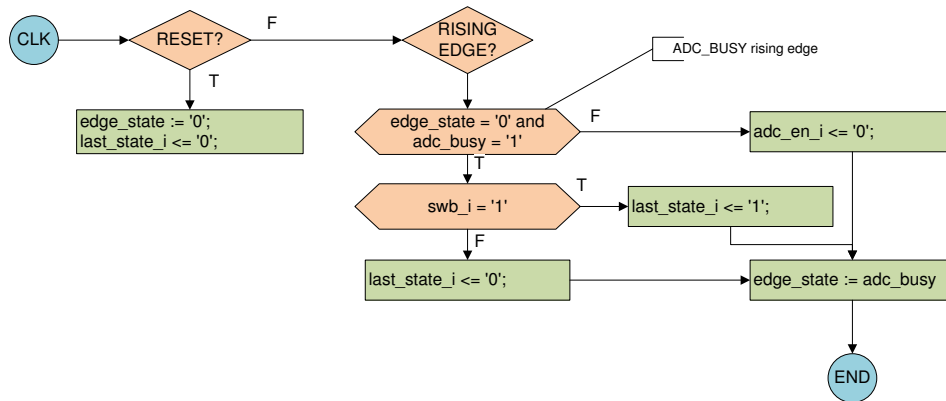 CLK
RESET?
F
RISING
EDGE?
ADC_BUSY rising edge
T
edge_state := '0';
last_state_i <= '0';
edge_state = '0' and
adc_busy = '1'
F
adc_en_i <= '0';
T
swb_i = '1'
T
last_state_i <= '1';
F
last_state_i <= '0';
edge_state := adc_busy
END